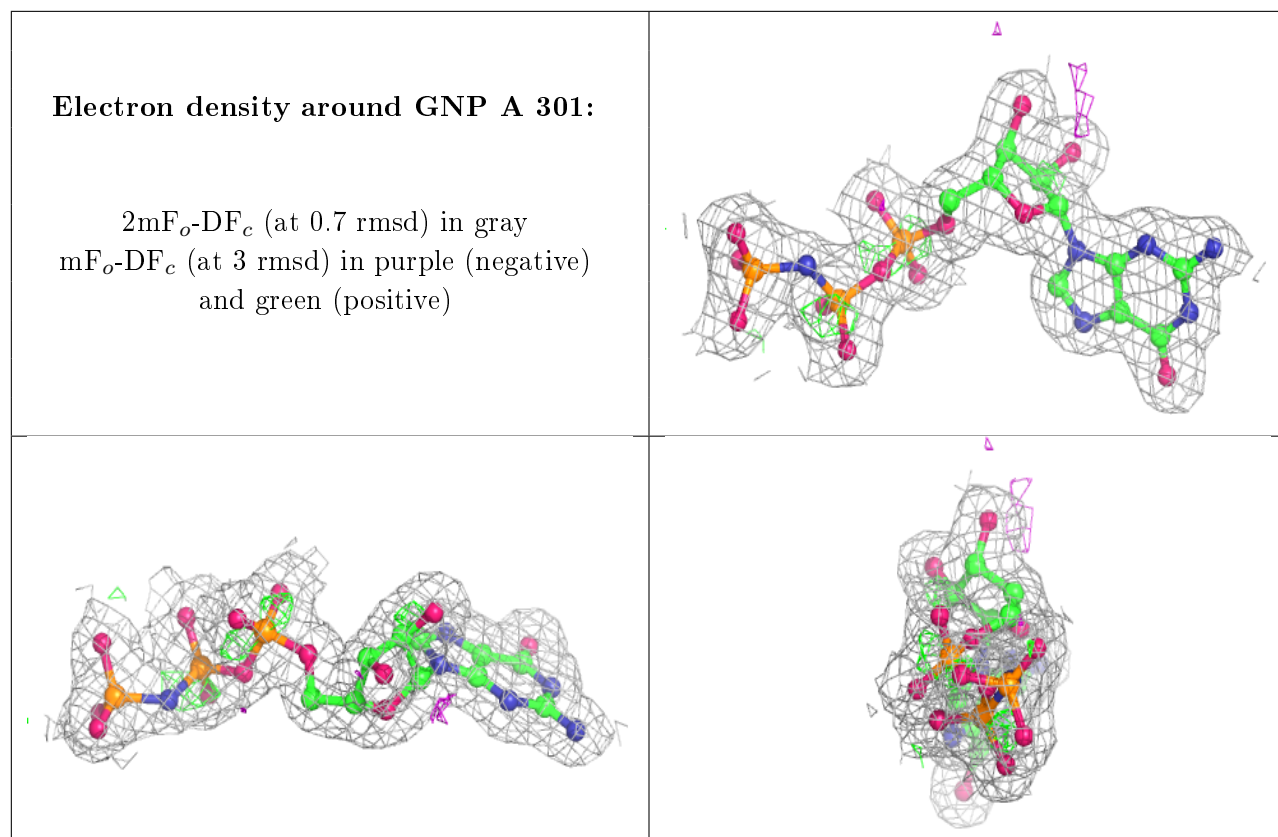 Electron density around GNP A 301:
2mFₒ-DF𝒸 (at 0.7 rmsd) in gray
mFₒ-DF𝒸 (at 3 rmsd) in purple (negative)
and green (positive)